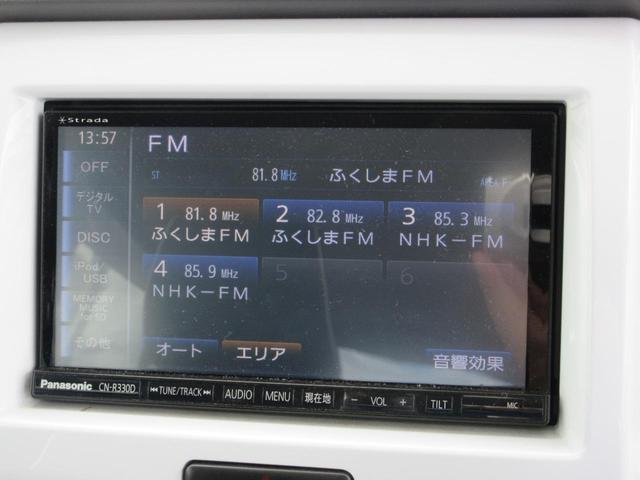 Strada
13:57
FM
OFF
ST 81.8 MHz ふくしまFM AREA F
デジタル
TV
1 81.8 MHz
ふくしまFM
2 82.8 MHz
ふくしまFM
3 85.3 MHz
NHK-FM
DISC
4 85.9 MHz
NHK-FM
5
6
iPod/
USB
MEMORY
MUSIC
for SD
その他
オート
エリア
音響効果
Panasonic CN-R330D TUNE/TRACK AUDIO MENU 現在地 - VOL + TILT MIC